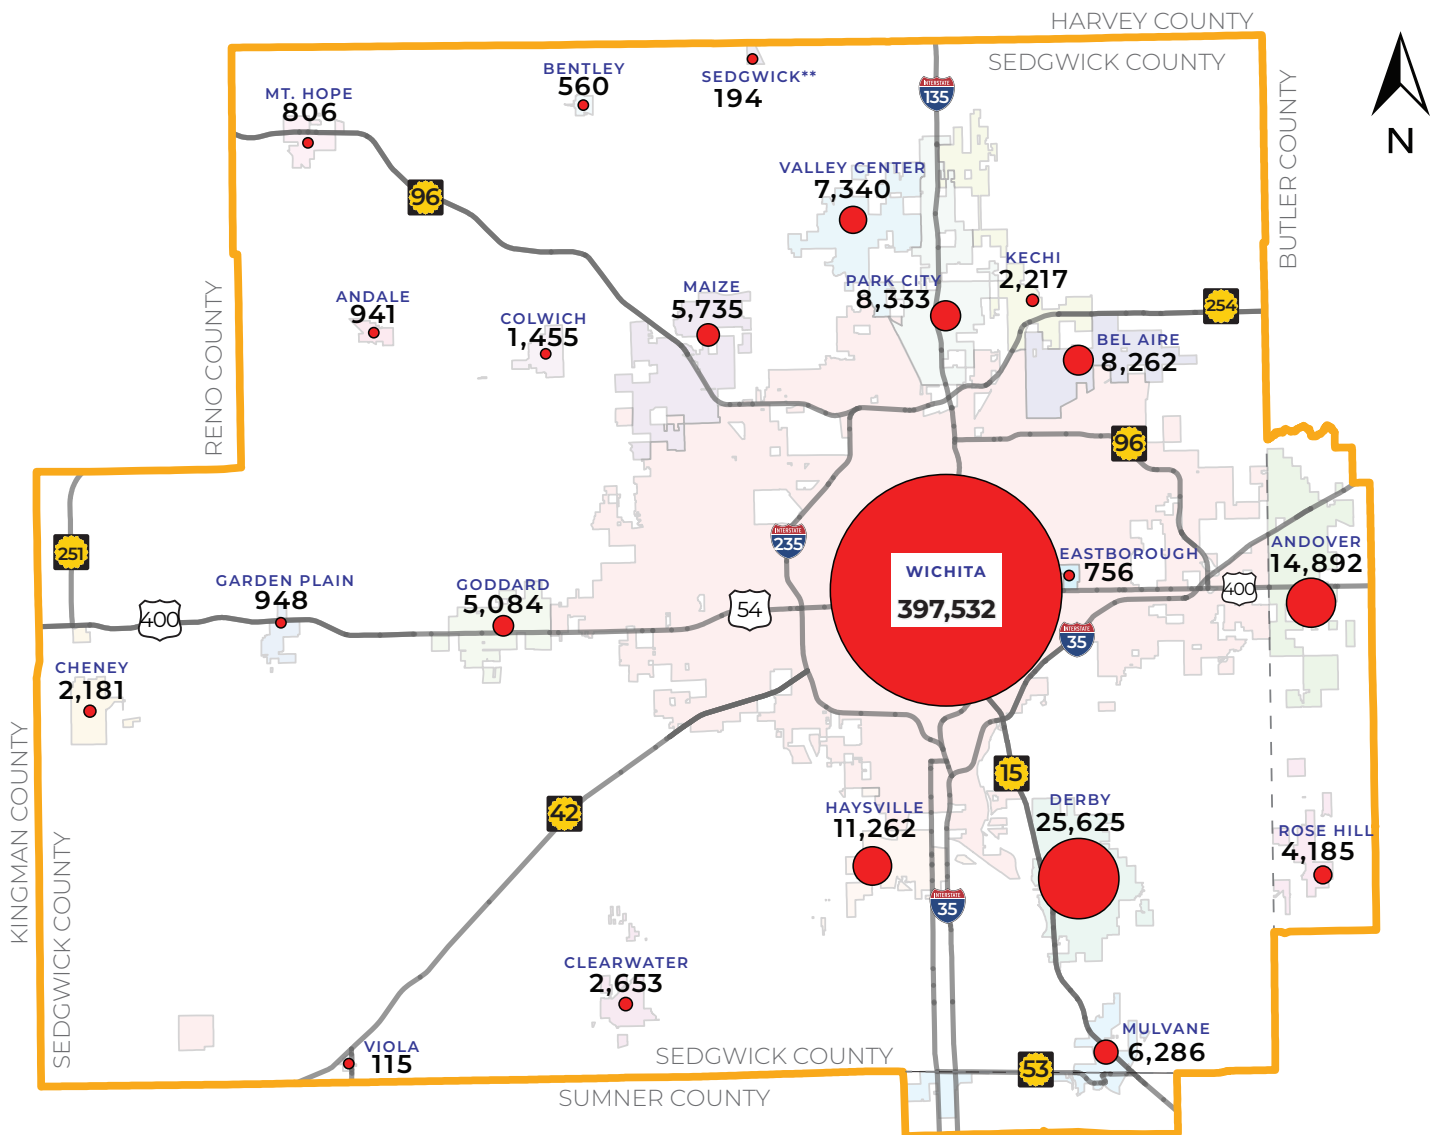 HARVEY COUNTY
SEDGWICK COUNTY
BUTLER COUNTY
N
INTERSTATE
135
SEDGWICK**
194
BENTLEY
560
MT. HOPE
806
96
VALLEY CENTER
7,340
KECHI
2,217
PARK CITY
8,333
254
MAIZE
5,735
ANDALE
941
COLWICH
1,455
BEL AIRE
8,262
RENO COUNTY
96
INTERSTATE
235
251
EASTBOROUGH
756
ANDOVER
14,892
400
WICHITA
397,532
GARDEN PLAIN
948
400
GODDARD
5,084
54
INTERSTATE
35
CHENEY
2,181
KINGMAN COUNTY
SEDGWICK COUNTY
15
42
HAYSVILLE
11,262
DERBY
25,625
ROSE HILL
4,185
INTERSTATE
35
CLEARWATER
2,653
MULVANE
6,286
VIOLA
115
SEDGWICK COUNTY
53
SUMNER COUNTY